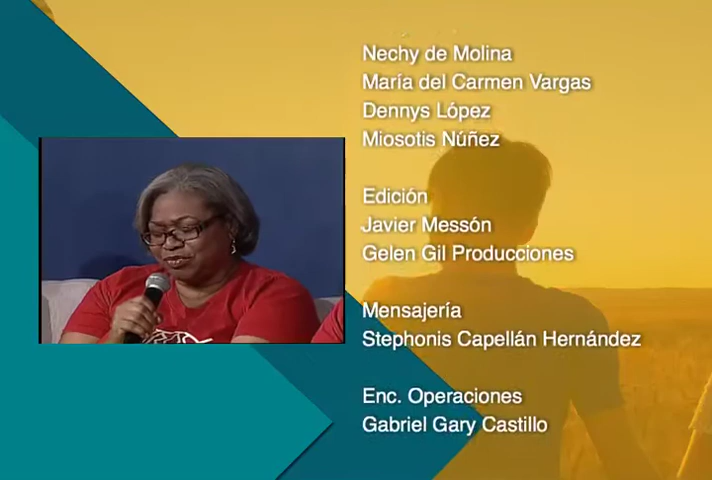 Nechy de Molina
María del Carmen Vargas
Dennys López
Miosotis Núñez
Edición
Javier Messón
Gelen Gil Producciones
Mensajería
Stephonis Capellán Hernández
Enc. Operaciones
Gabriel Gary Castillo